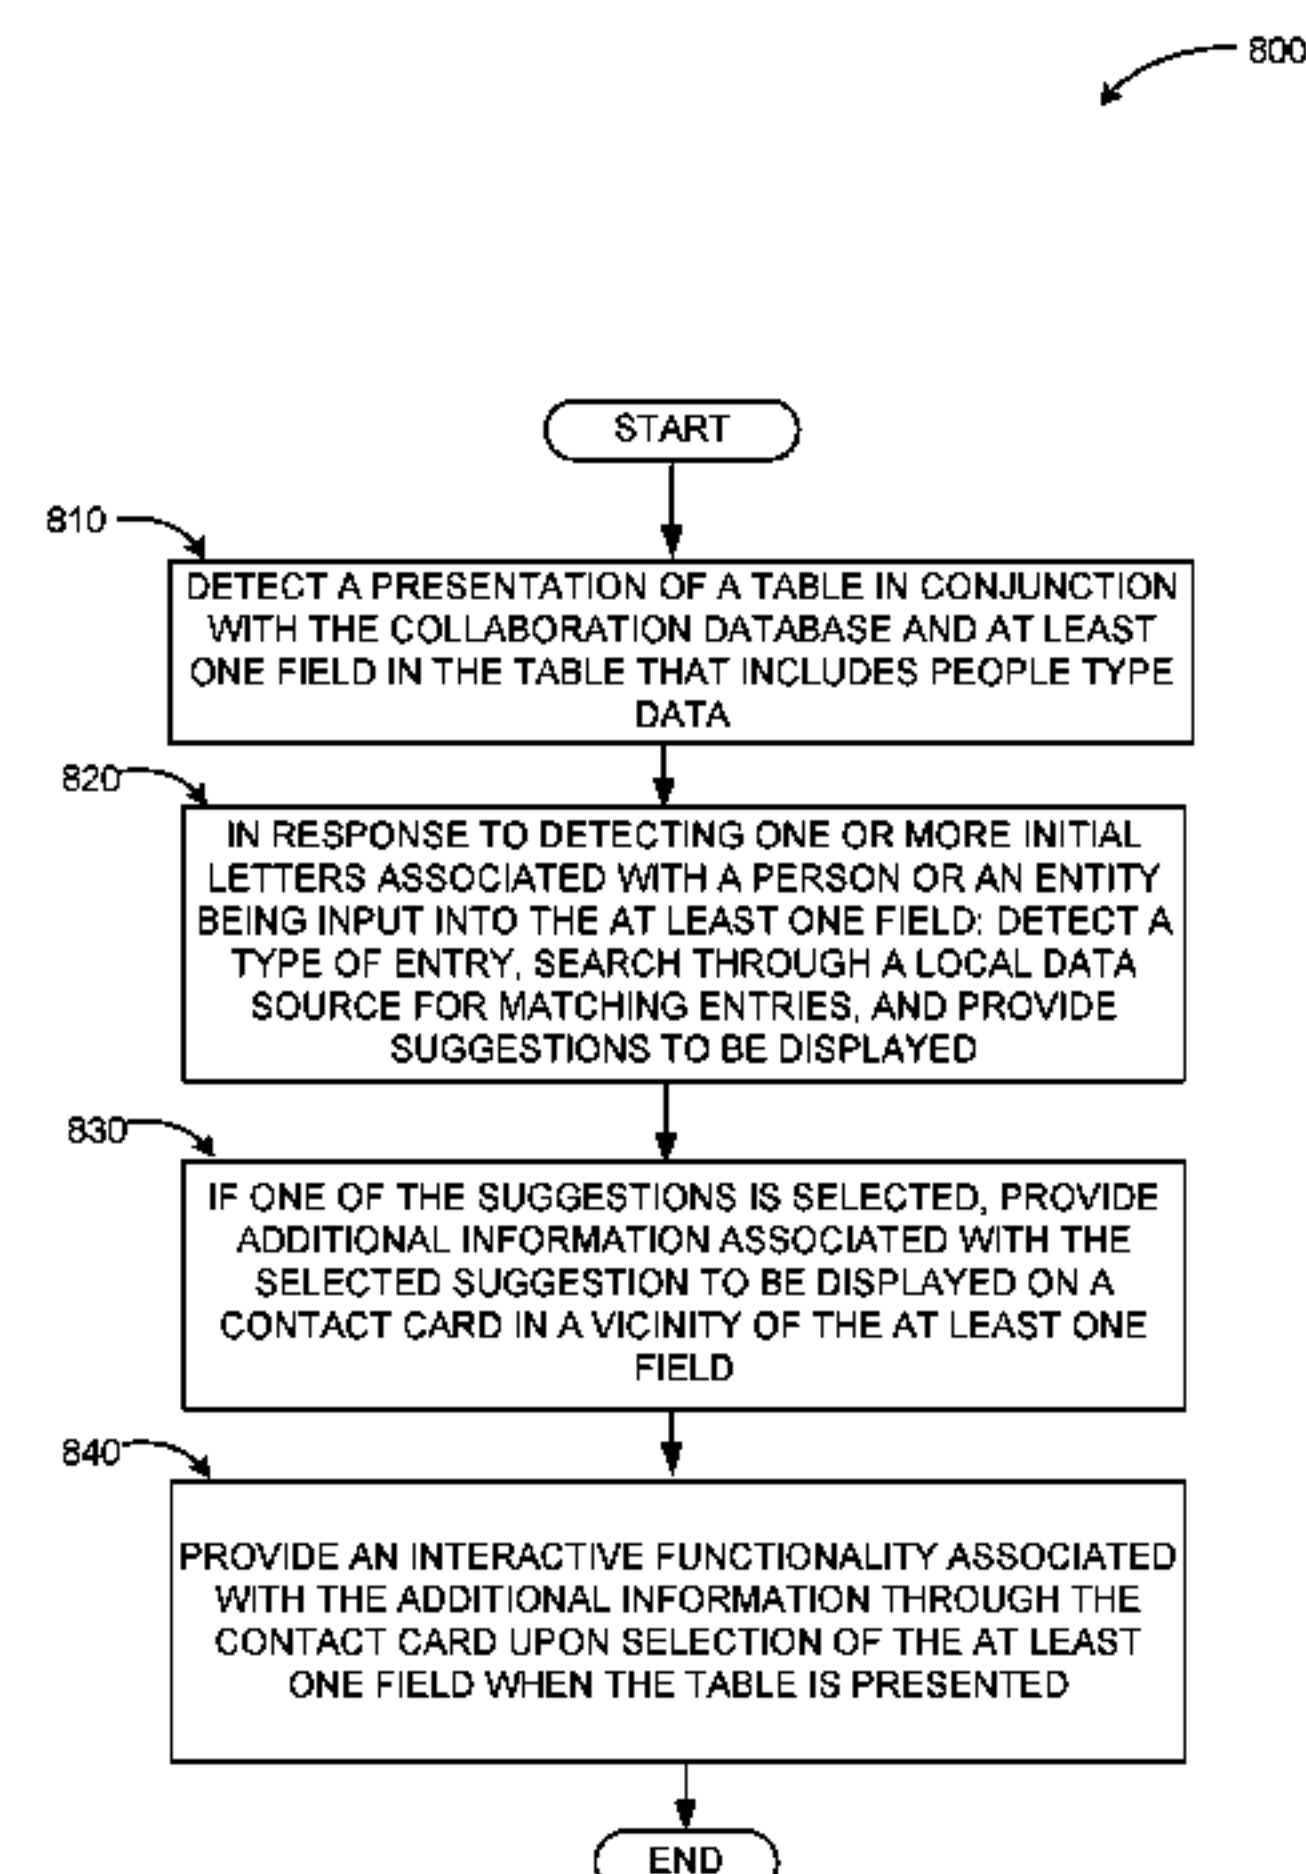 800
START
810
DETECT A PRESENTATION OF A TABLE IN CONJUNCTION
WITH THE COLLABORATION DATABASE AND AT LEAST
ONE FIELD IN THE TABLE THAT INCLUDES PEOPLE TYPE
DATA
820
IN RESPONSE TO DETECTING ONE OR MORE INITIAL
LETTERS ASSOCIATED WITH A PERSON OR AN ENTITY
BEING INPUT INTO THE AT LEAST ONE FIELD: DETECT A
TYPE OF ENTRY, SEARCH THROUGH A LOCAL DATA
SOURCE FOR MATCHING ENTRIES, AND PROVIDE
SUGGESTIONS TO BE DISPLAYED
830
IF ONE OF THE SUGGESTIONS IS SELECTED, PROVIDE
ADDITIONAL INFORMATION ASSOCIATED WITH THE
SELECTED SUGGESTION TO BE DISPLAYED ON A
CONTACT CARD IN A VICINITY OF THE AT LEAST ONE
FIELD
840
PROVIDE AN INTERACTIVE FUNCTIONALITY ASSOCIATED
WITH THE ADDITIONAL INFORMATION THROUGH THE
CONTACT CARD UPON SELECTION OF THE AT LEAST
ONE FIELD WHEN THE TABLE IS PRESENTED
END